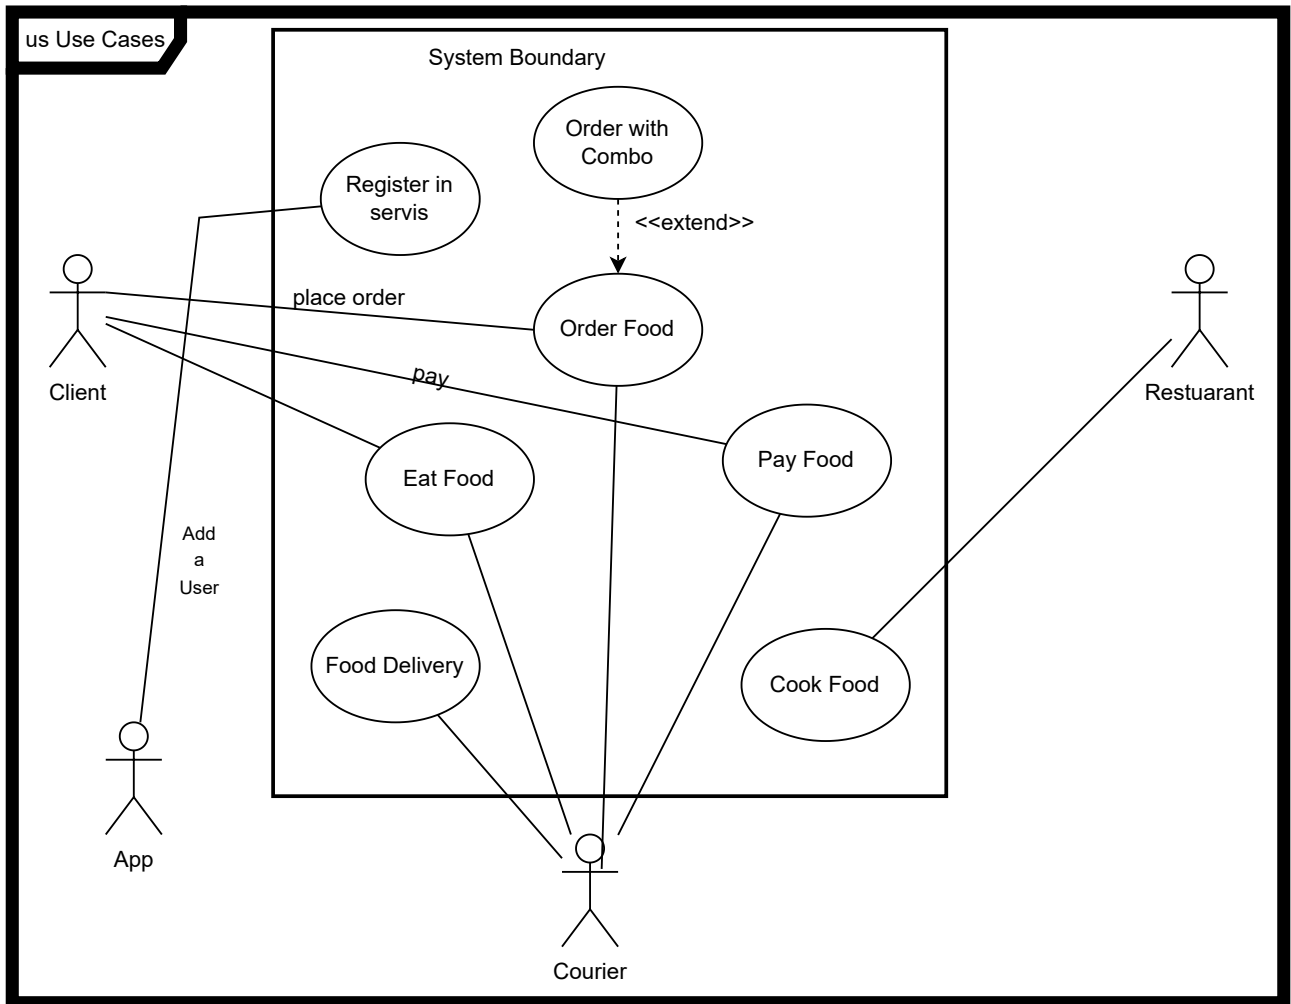 us Use Cases
System Boundary
Order with
Combo
Register in
servis
<<extend>>
place order
Order Food
Client
Restuarant
pay
Pay Food
Eat Food
Add
a
User
Food Delivery
Cook Food
App
Courier